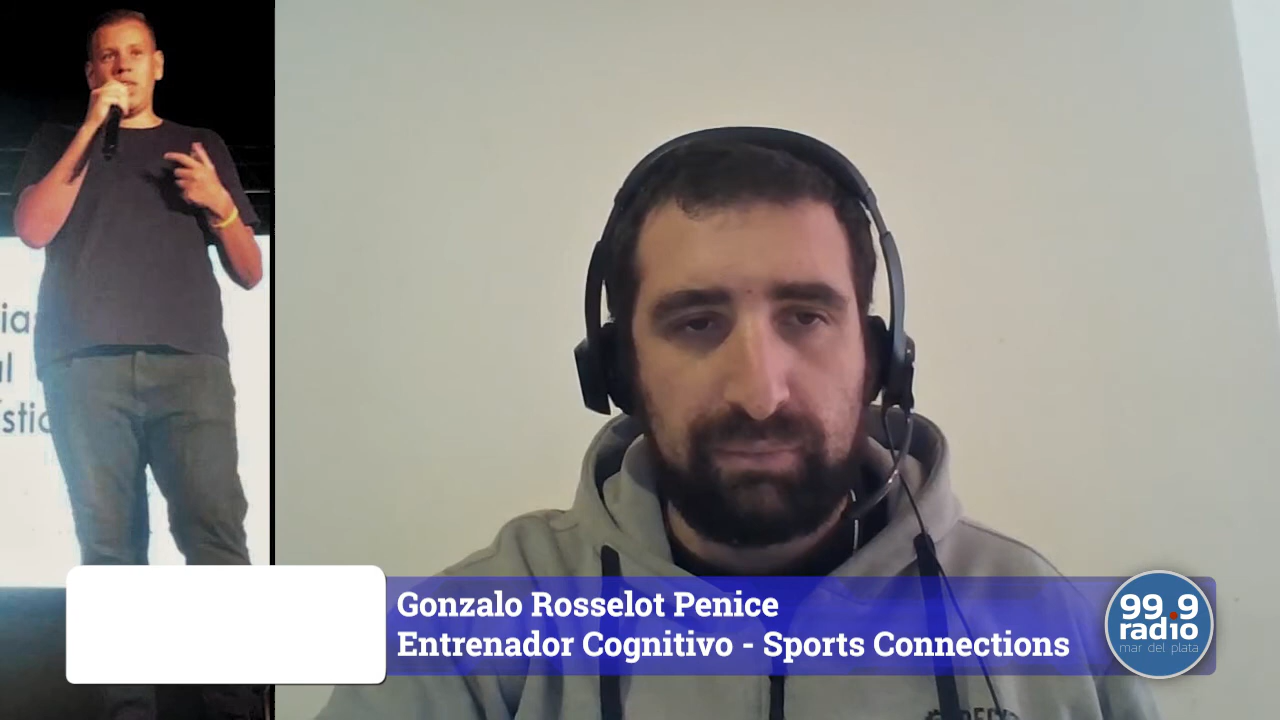 Gonzalo Rosselot Penice
Entrenador Cognitivo - Sports Connections
99.9
radio
mar del plata